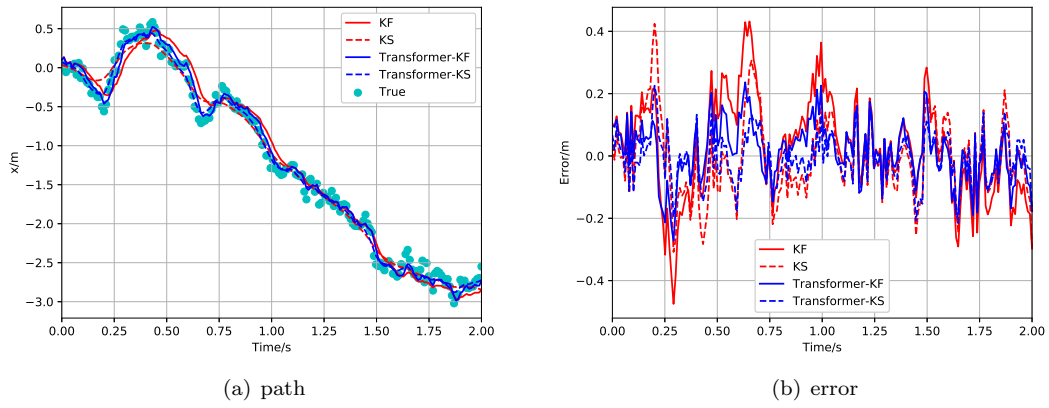 0.5
0.0
−0.5
−1.0
−1.5
−2.0
−2.5
−3.0
x/m
0.00 0.25 0.50 0.75 1.00 1.25 1.50 1.75 2.00
Time/s
KF
KS
Transformer-KF
Transformer-KS
True
(a) path
0.4
0.2
0.0
−0.2
−0.4
Error/m
0.00 0.25 0.50 0.75 1.00 1.25 1.50 1.75 2.00
Time/s
KF
KS
Transformer-KF
Transformer-KS
(b) error